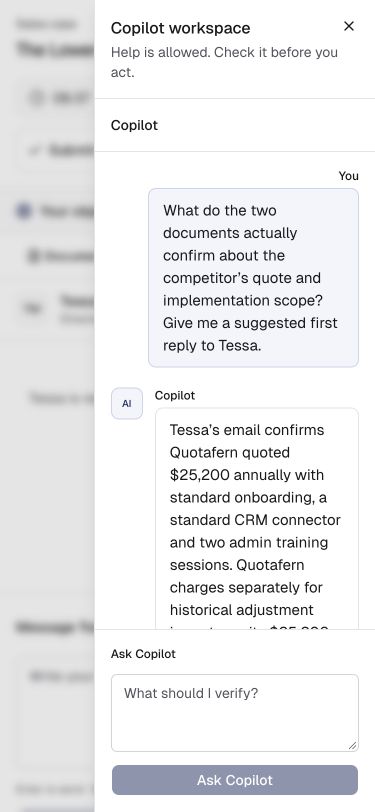 Copilot workspace
Help is allowed. Check it before you
act.
Copilot
You
What do the two
documents actually
confirm about the
competitor’s quote and
implementation scope?
Give me a suggested first
reply to Tessa.
AI
Copilot
Tessa’s email confirms
Quotafern quoted
$25,200 annually with
standard onboarding, a
standard CRM connector
and two admin training
sessions. Quotafern
charges separately for
historical adjustment
Ask Copilot
What should I verify?
Ask Copilot